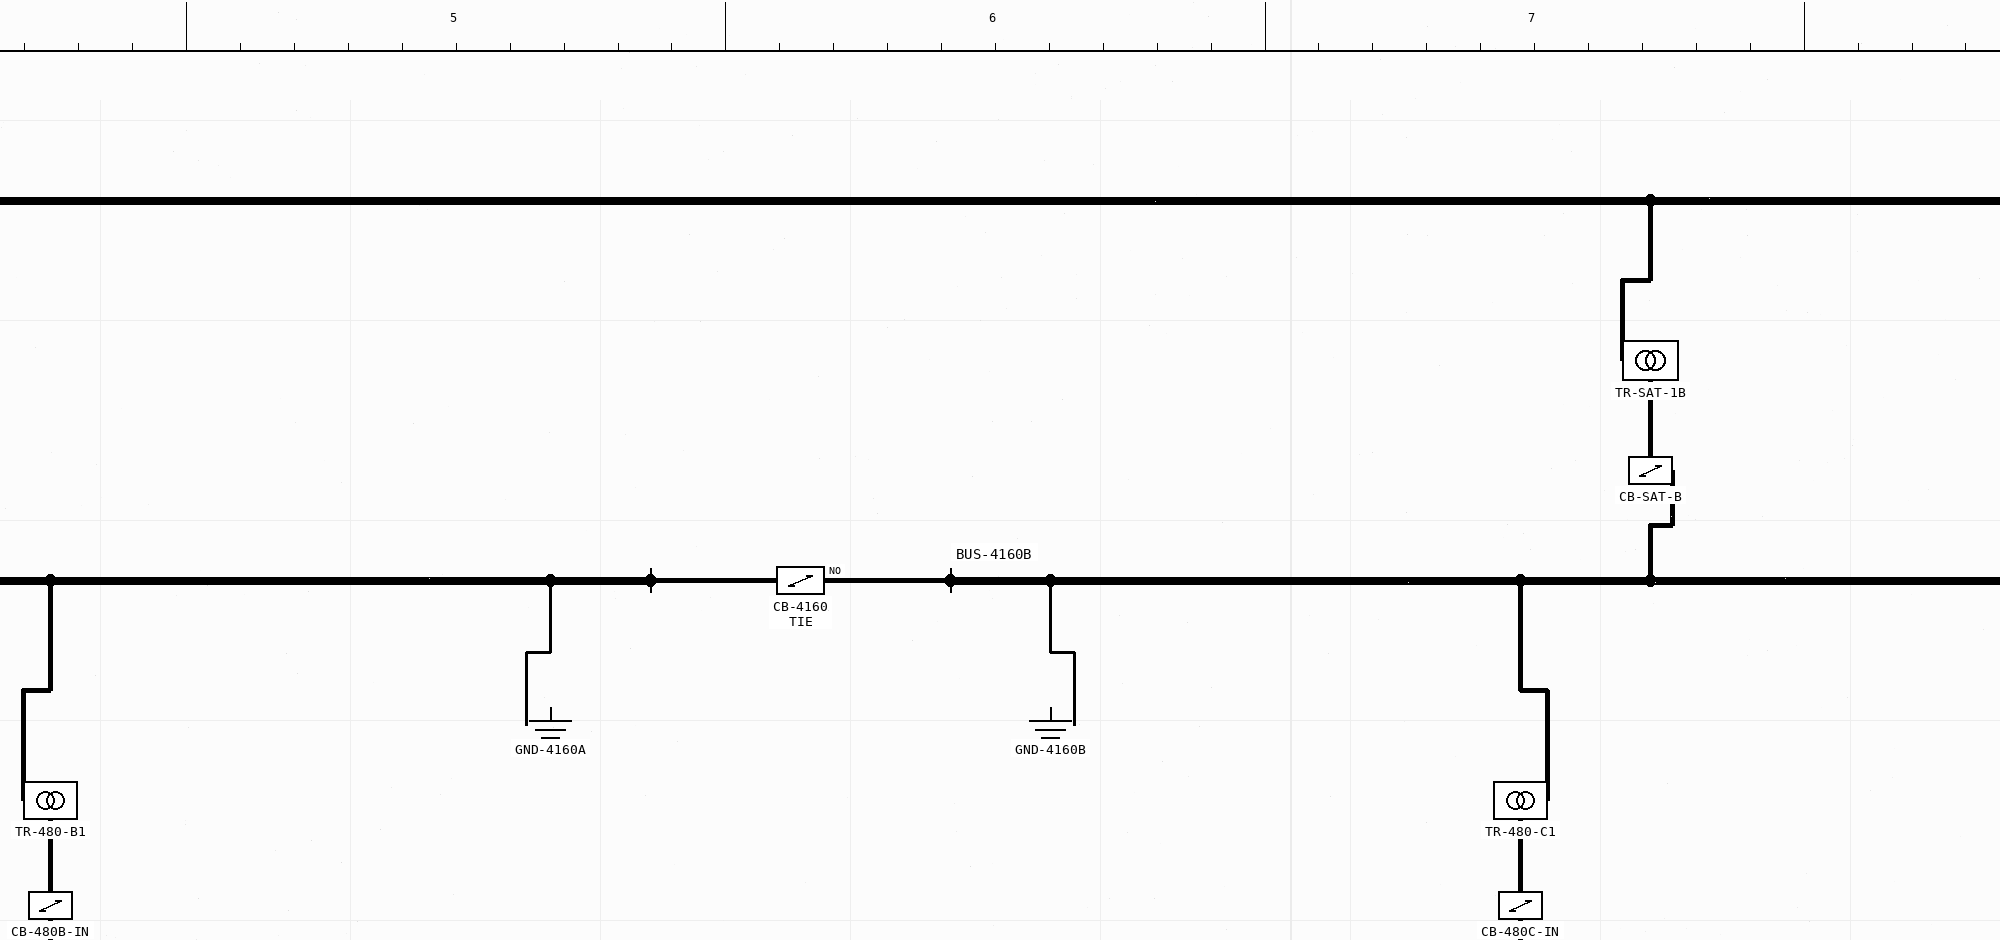 5
6
7
TR-SAT-1B
CB-SAT-B
BUS-4160B
NO
CB-4160
TIE
GND-4160A
GND-4160B
TR-480-B1
TR-480-C1
CB-480B-IN
CB-480C-IN